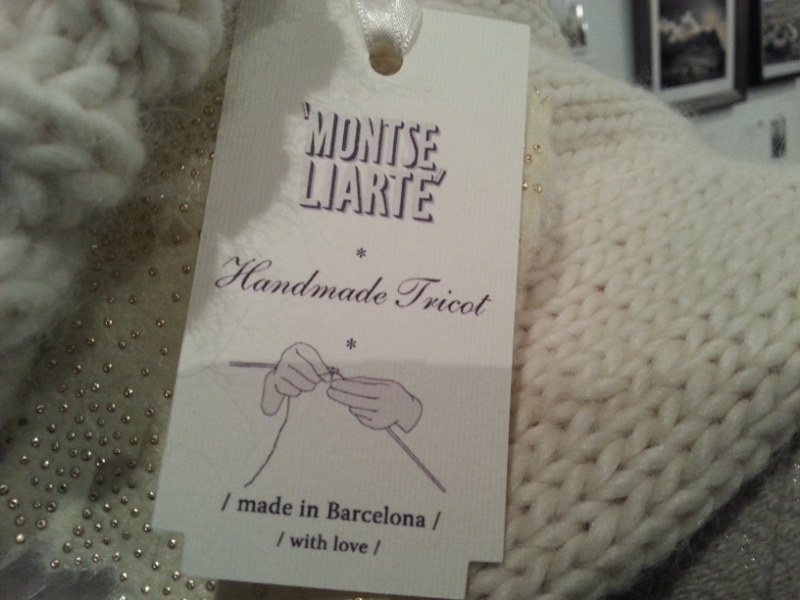 'MONTSE
LIARTE'
*
Handmade Tricot
*
/ made in Barcelona /
/ with love /